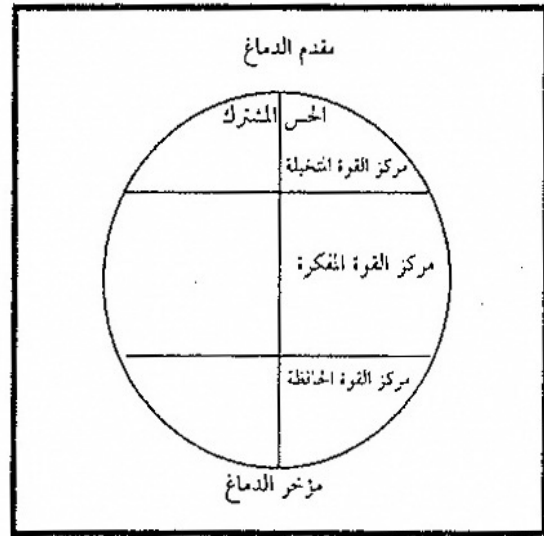 مقدم الدماغ
الحس المشترك
مركز القوة المتخيلة
مركز القوة المفكرة
مركز القوة الحافظة
مؤخر الدماغ